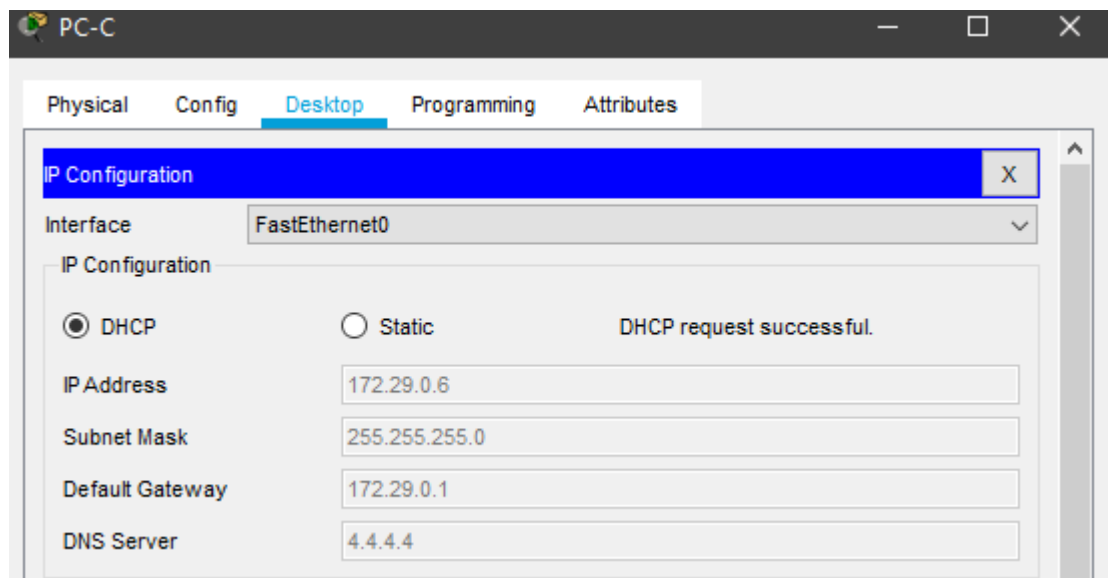 PC-C
Physical Config Desktop Programming Attributes
IP Configuration X
Interface FastEthernet0
IP Configuration
DHCP Static DHCP request successful.
IP Address 172.29.0.6
Subnet Mask 255.255.255.0
Default Gateway 172.29.0.1
DNS Server 4.4.4.4